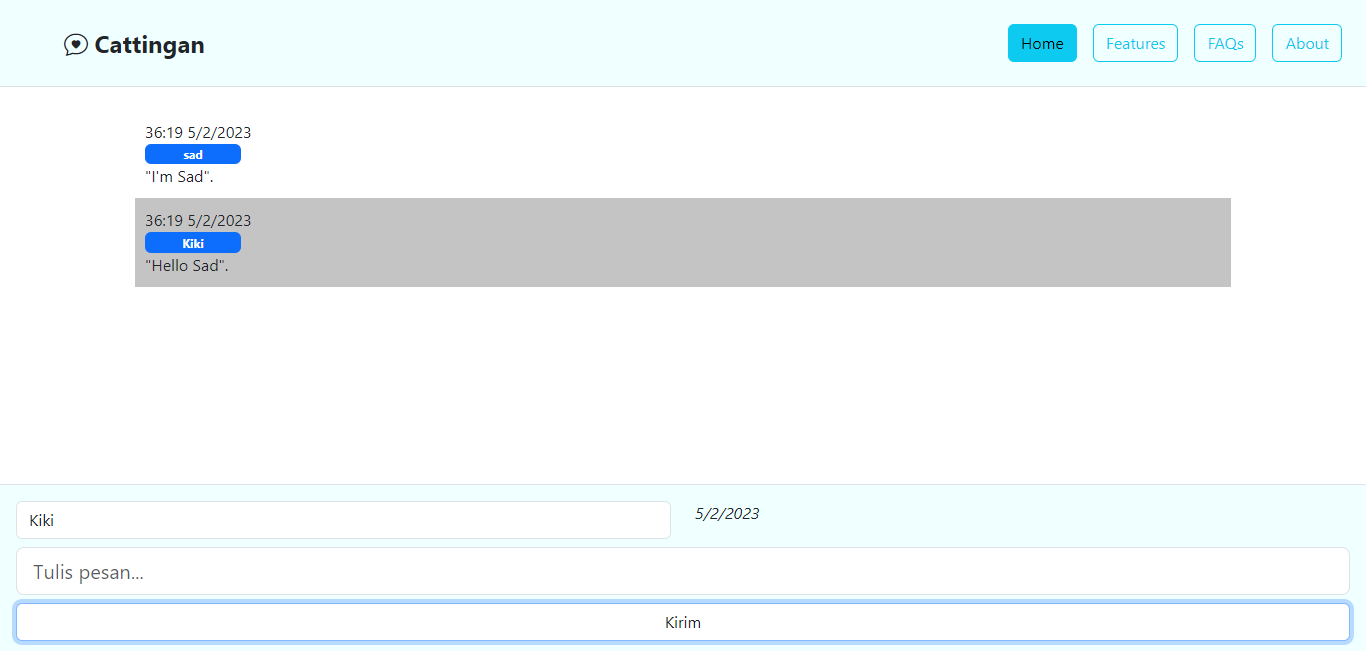 Cattingan
Home Features FAQs About
36:19 5/2/2023
sad
"I'm Sad".
36:19 5/2/2023
Kiki
"Hello Sad".
Kiki
5/2/2023
Tulis pesan...
Kirim